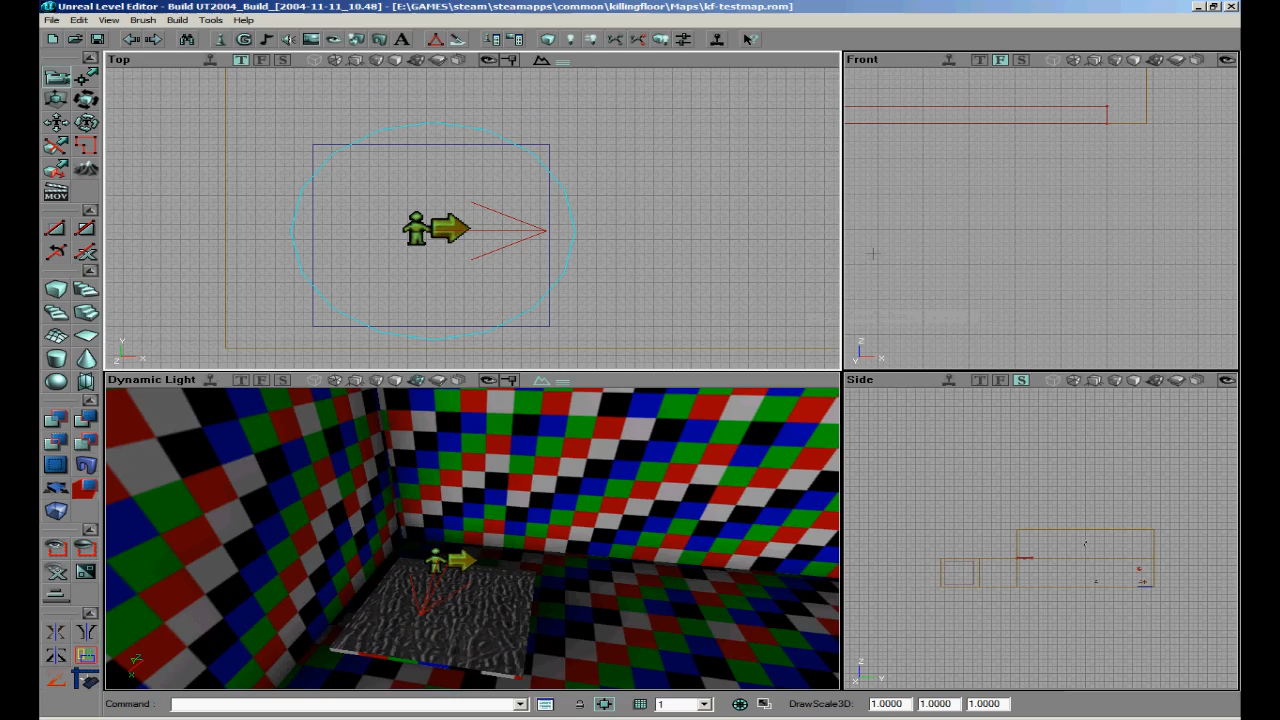 Unreal Level Editor - Build UT2004_Build_[2004-11-11_10.48] - [E:\GAMES\steam\steamapps\common\killingfloor\Maps\kf-testmap.rom]
File Edit View Brush Build Tools Help
Top T F S
Front T F S
MOV
Y
Z X
Z
Y X
Dynamic Light T F S
Side T F S
Z
X Y
Command : 1 DrawScale3D: 1.0000 1.0000 1.0000